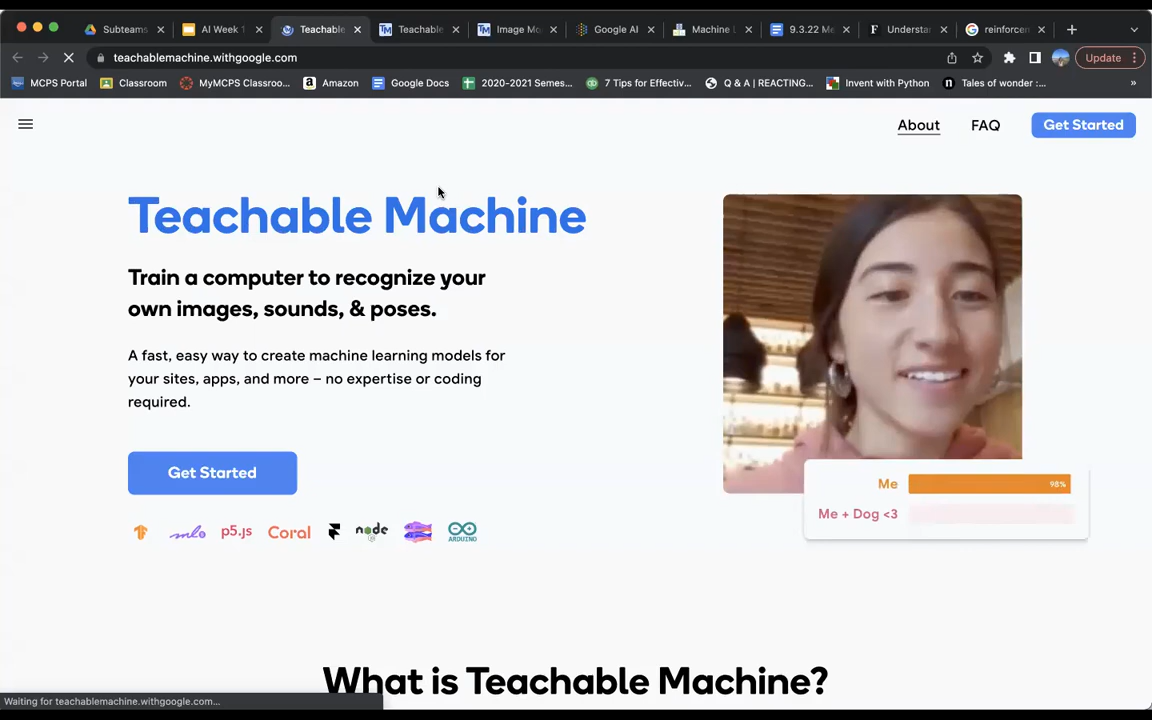 Subteams
AI Week 1
Teachable
Teachable
Image Mo
Google AI
Machine L
9.3.22 Me
Understa
reinforcen
teachablemachine.withgoogle.com
Update
MCPS Portal
Classroom
MyMCPS Classroo...
Amazon
Google Docs
2020-2021 Semes...
7 Tips for Effectiv...
Q & A | REACTING...
Invent with Python
Tales of wonder :...
»
About
FAQ
Get Started
Teachable Machine
Train a computer to recognize your
own images, sounds, & poses.
A fast, easy way to create machine learning models for
your sites, apps, and more – no expertise or coding
required.
Get Started
p5.js
Coral
node
ARDUINO
Me
98%
Me + Dog <3
What is Teachable Machine?
Waiting for teachablemachine.withgoogle.com...